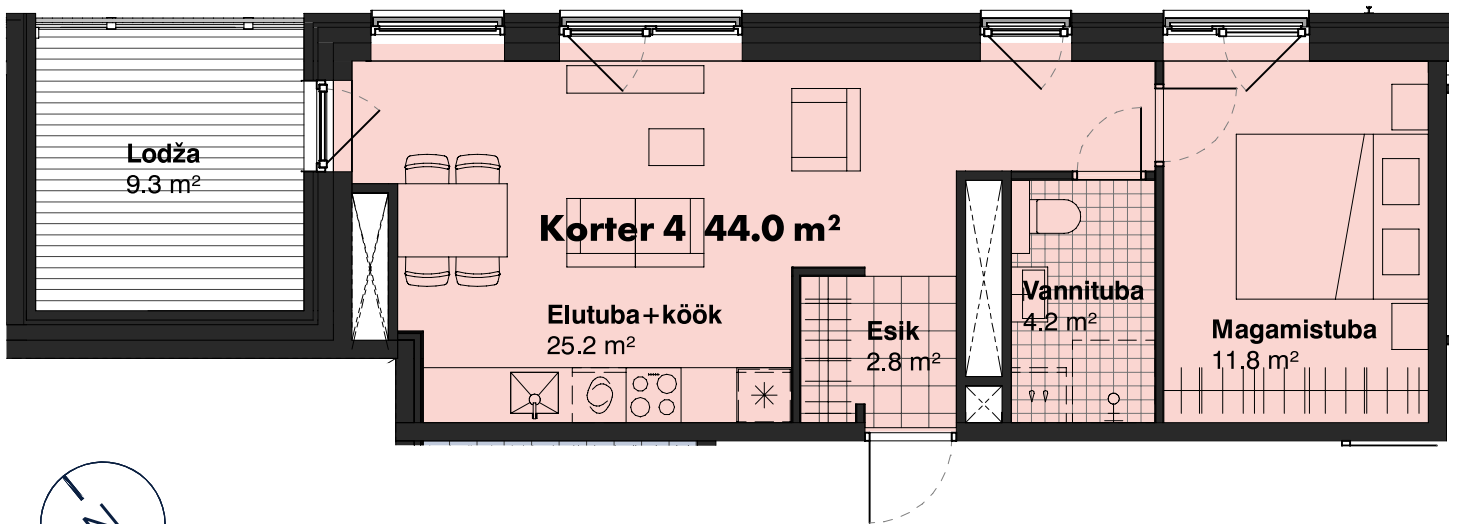 Lodža
9.3 m²
Korter 4 44.0 m²
Elutuba+köök
25.2 m²
Esik
2.8 m²
Vannituba
4.2 m²
Magamistuba
11.8 m²
N